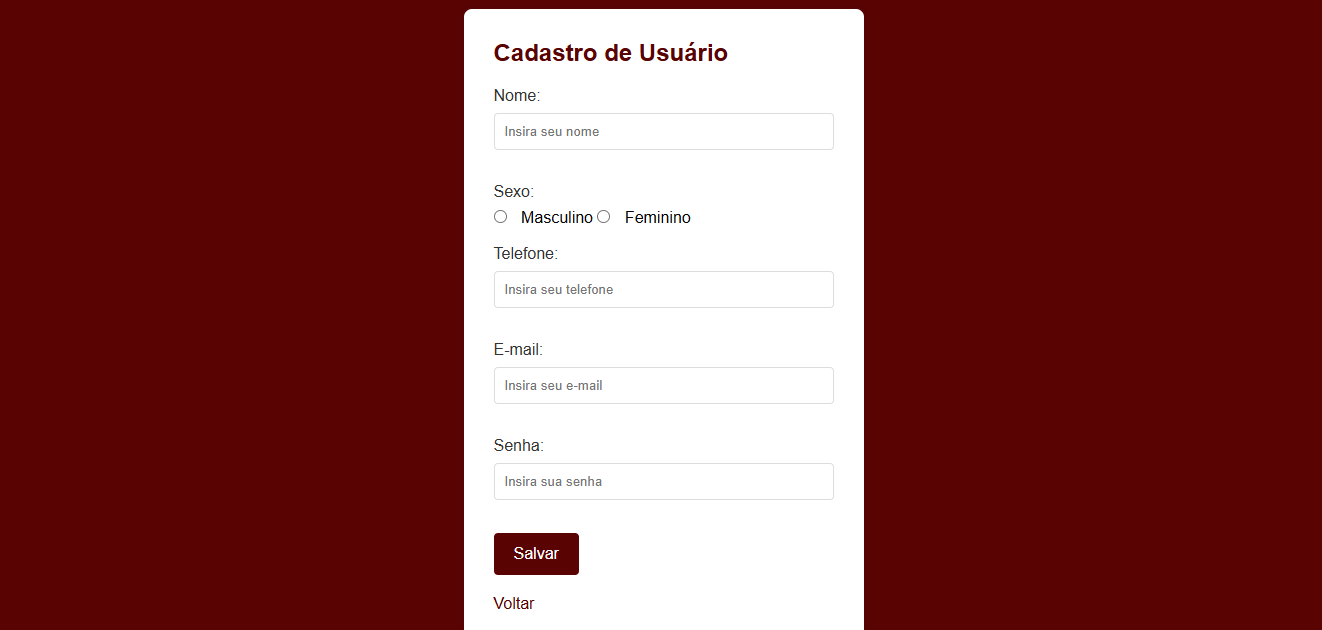 Cadastro de Usuário
Nome:
Insira seu nome
Sexo:
Masculino Feminino
Telefone:
Insira seu telefone
E-mail:
Insira seu e-mail
Senha:
Insira sua senha
Salvar
Voltar